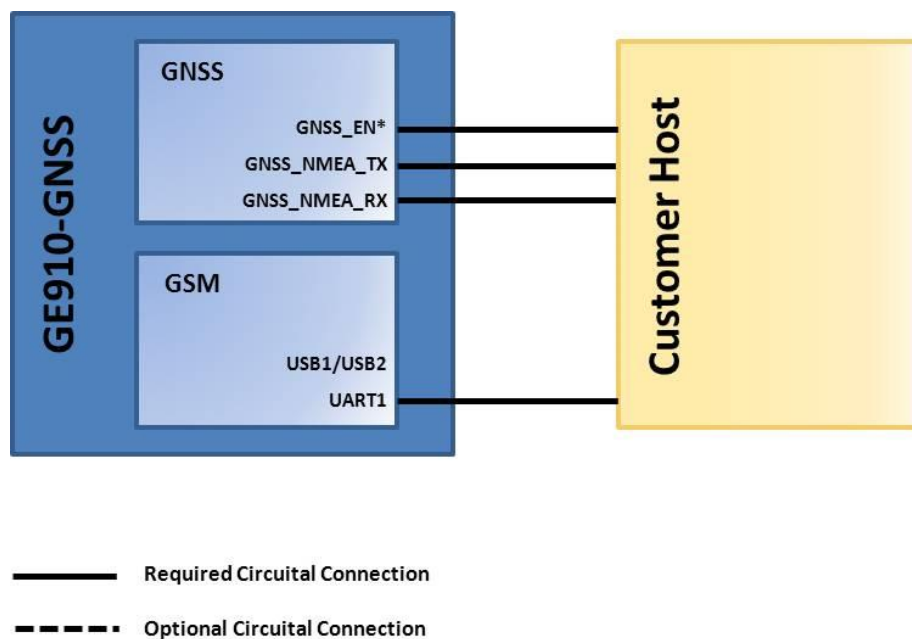 GE910-GNSS
GNSS
GNSS_EN*
GNSS_NMEA_TX
GNSS_NMEA_RX
GSM
USB1/USB2
UART1
Customer Host
Required Circuital Connection
Optional Circuital Connection